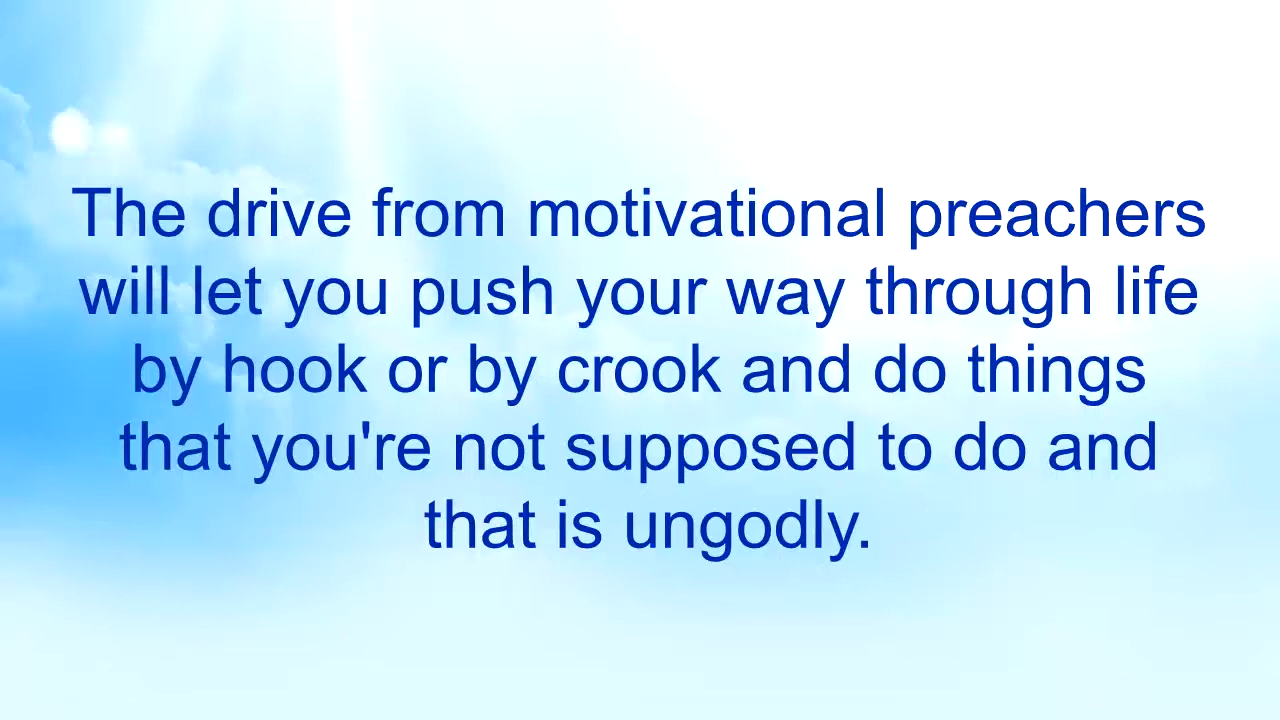 The drive from motivational preachers
will let you push your way through life
by hook or by crook and do things
that you're not supposed to do and
that is ungodly.